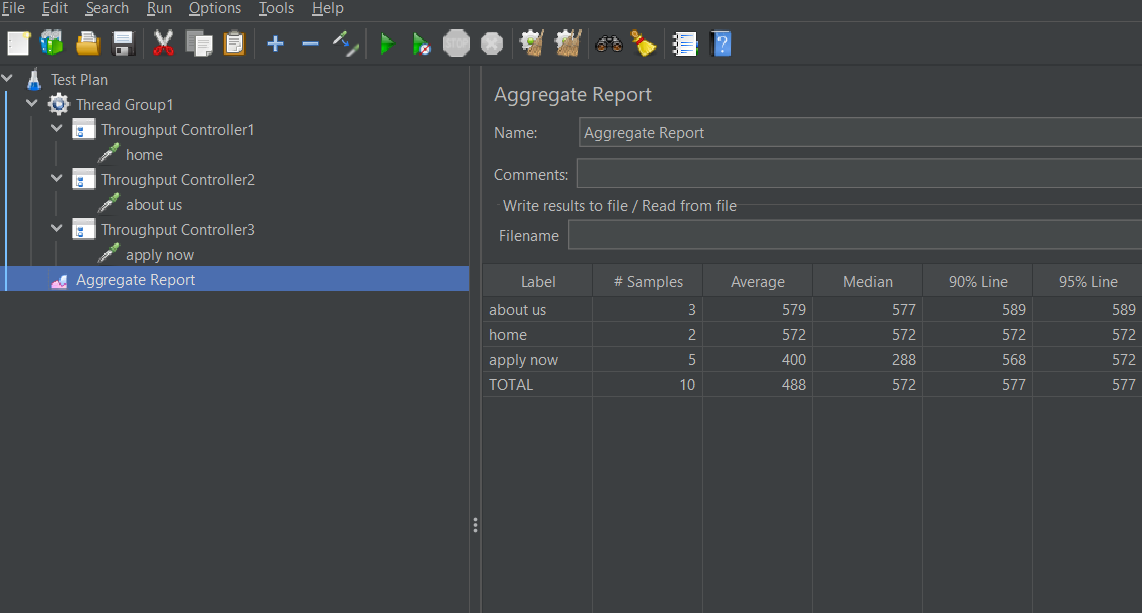 File Edit Search Run Options Tools Help
STOP
?
Test Plan
Thread Group1
Throughput Controller1
home
Throughput Controller2
about us
Throughput Controller3
apply now
Aggregate Report
Aggregate Report
Name: Aggregate Report
Comments:
Write results to file / Read from file
Filename
Label # Samples Average Median 90% Line 95% Line
about us 3 579 577 589 589
home 2 572 572 572 572
apply now 5 400 288 568 572
TOTAL 10 488 572 577 577